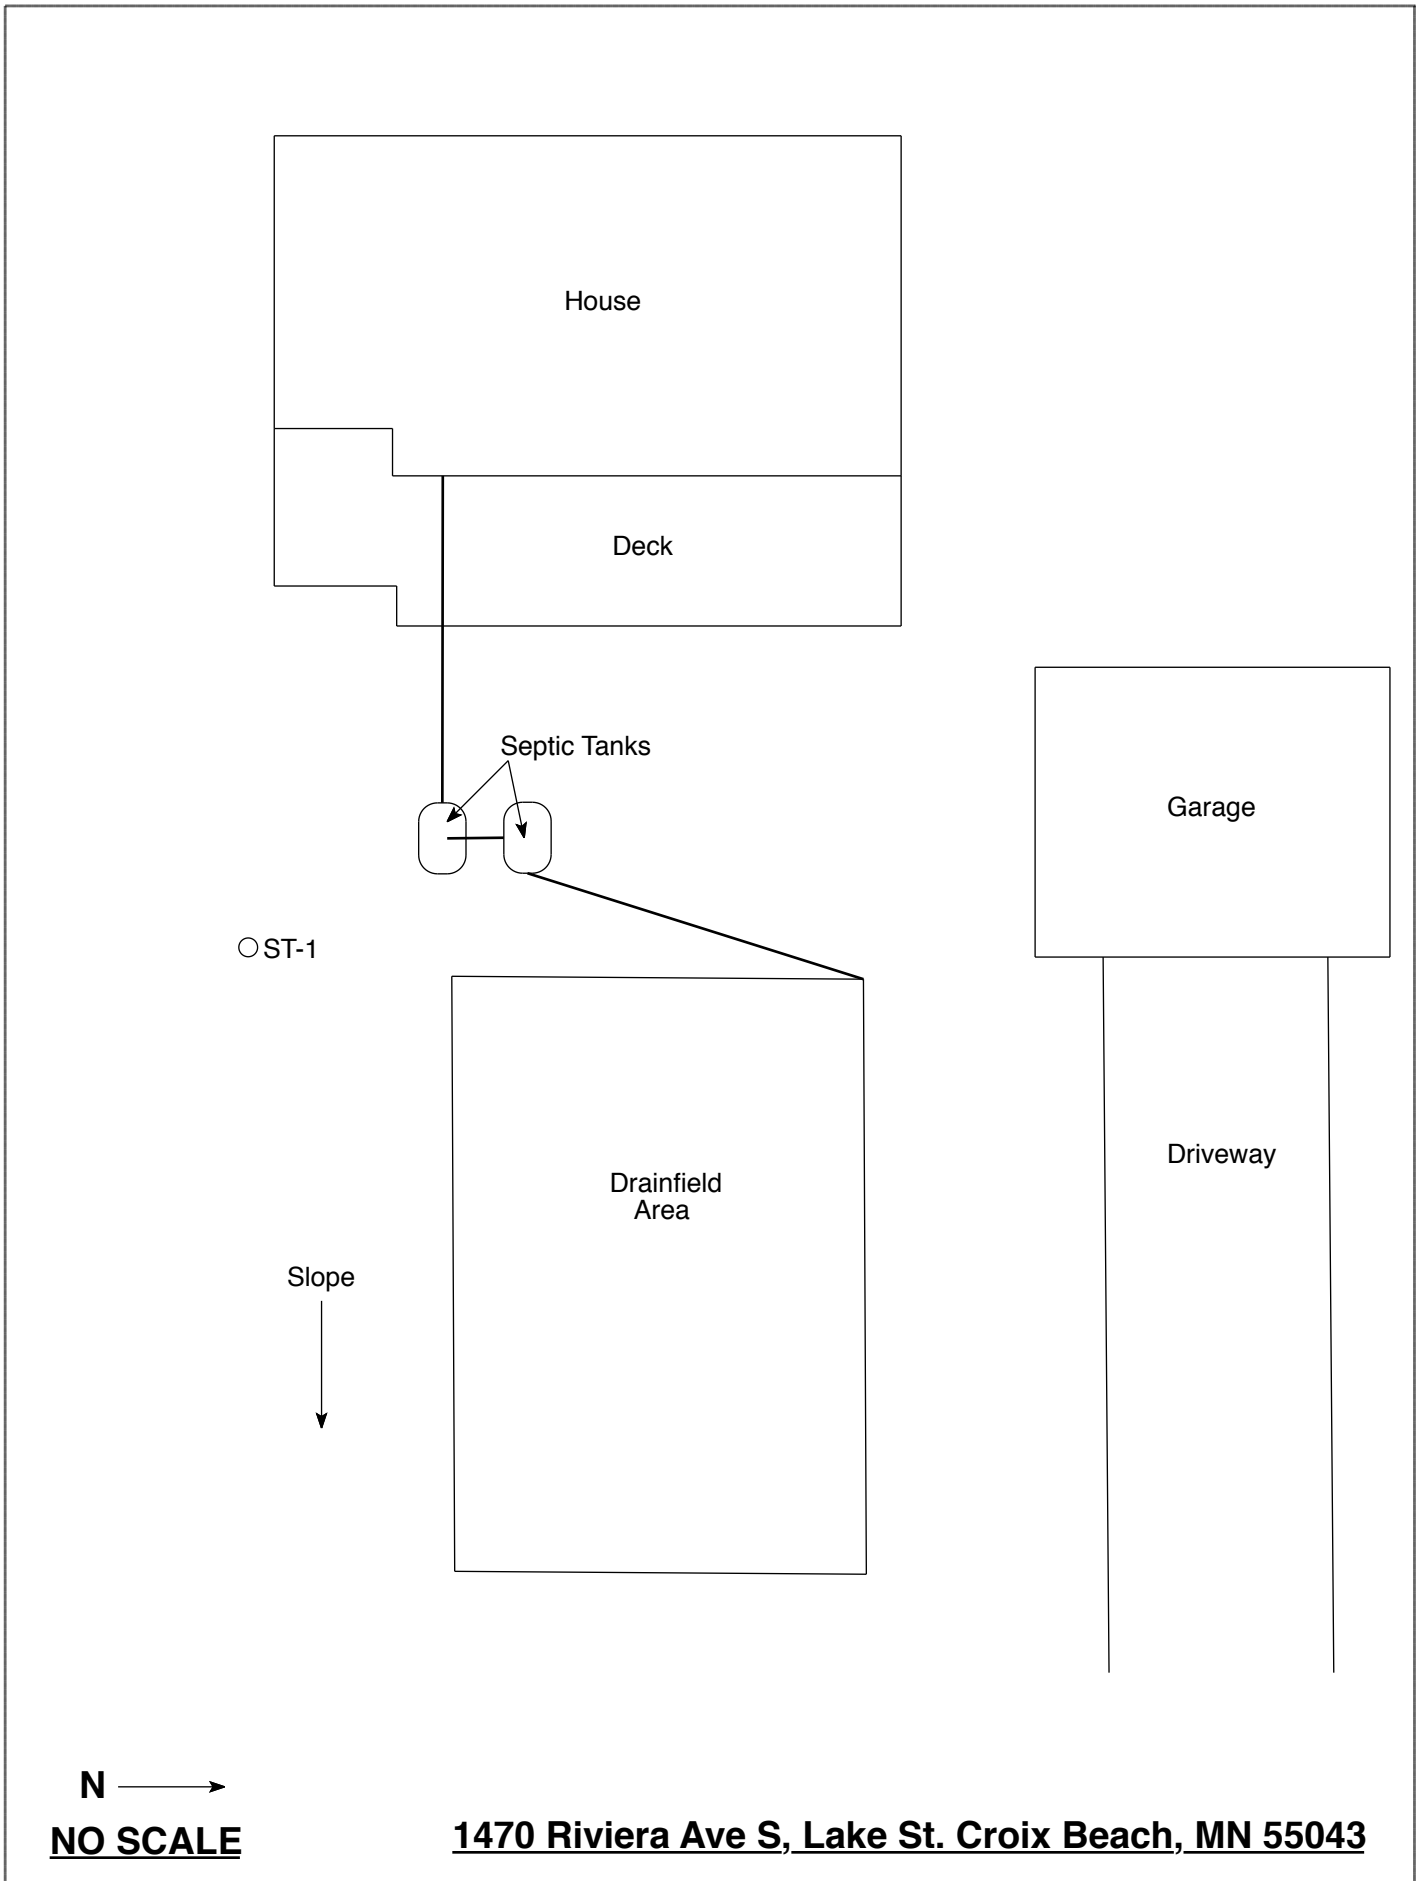 House
Deck
Septic Tanks
Garage
ST-1
Driveway
Drainfield
Area
Slope
N
NO SCALE
1470 Riviera Ave S, Lake St. Croix Beach, MN 55043